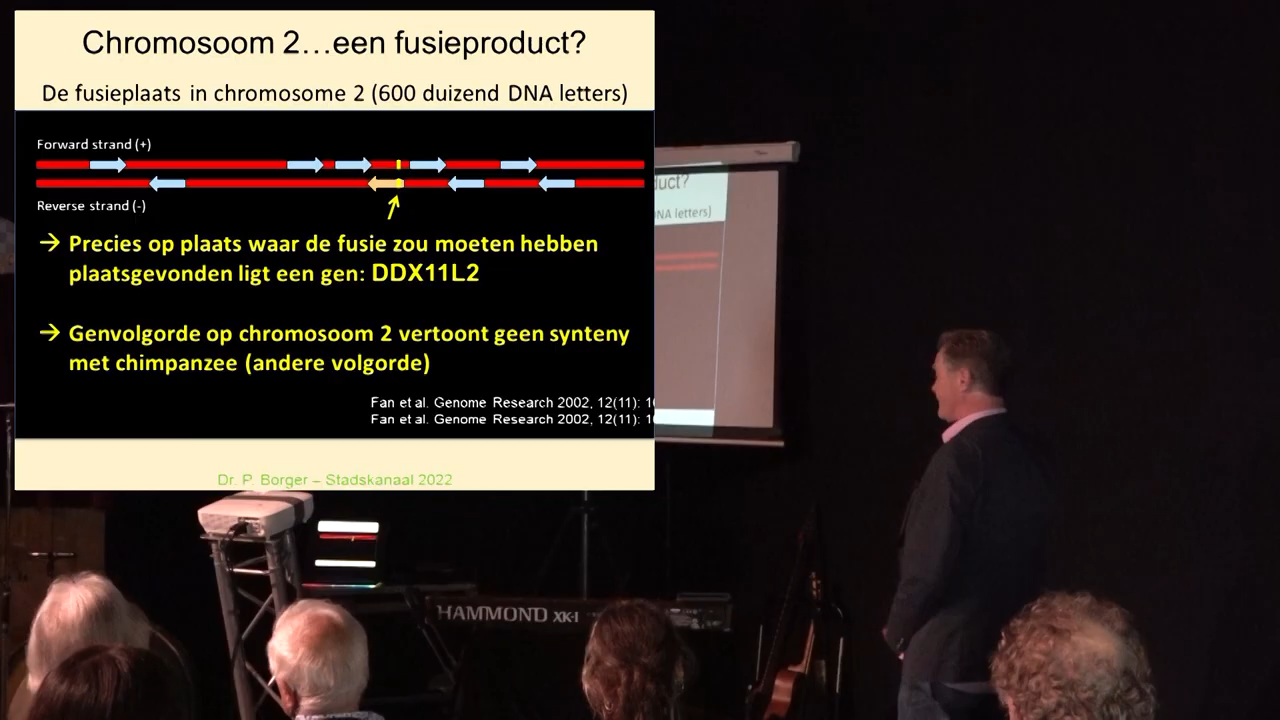 Chromosoom 2...een fusieproduct?
De fusieplaats in chromosome 2 (600 duizend DNA letters)
Forward strand (+)
Reverse strand (-)
→ Precies op plaats waar de fusie zou moeten hebben
plaatsgevonden ligt een gen: DDX11L2
→ Genvolgorde op chromosoom 2 vertoont geen synteny
met chimpanzee (andere volgorde)
Fan et al. Genome Research 2002, 12(11):
Fan et al. Genome Research 2002, 12(11):
Dr. P. Borger – Stadskanaal 2022
duct?
DNA letters)
HAMMOND XK-1